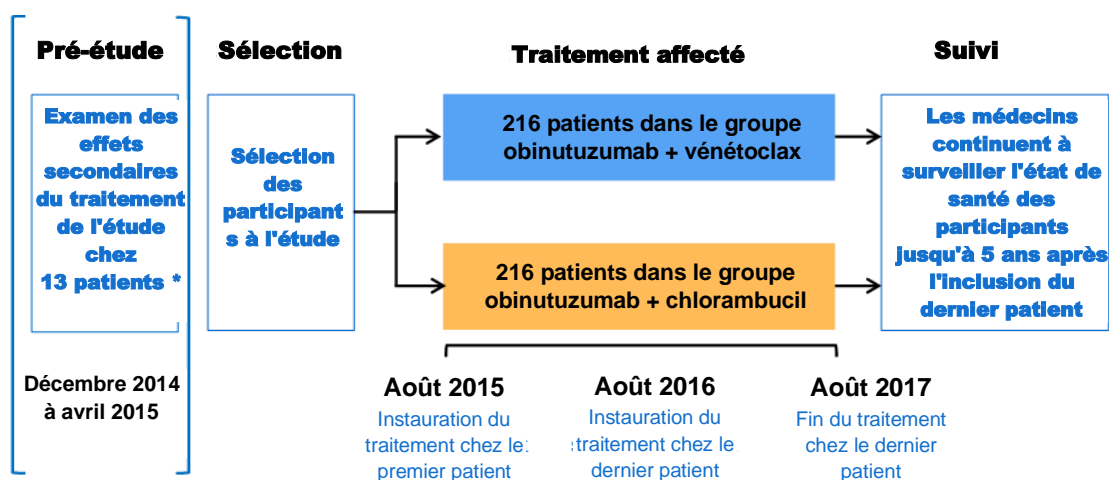 Pré-étude
Examen des
effets
secondaires
du traitement
de l'étude
chez
13 patients *
Décembre 2014
à avril 2015
Sélection
Sélection
des
participant
s à l'étude
Traitement affecté
216 patients dans le groupe
obinutuzumab + vénétoclax
216 patients dans le groupe
obinutuzumab + chlorambucil
Août 2015
Instauration du
traitement chez le
premier patient
Août 2016
Instauration du
traitement chez le
dernier patient
Août 2017
Fin du traitement
chez le dernier
patient
Suivi
Les médecins
continuent à
surveiller l'état de
santé des
participants
jusqu'à 5 ans après
l'inclusion du
dernier patient